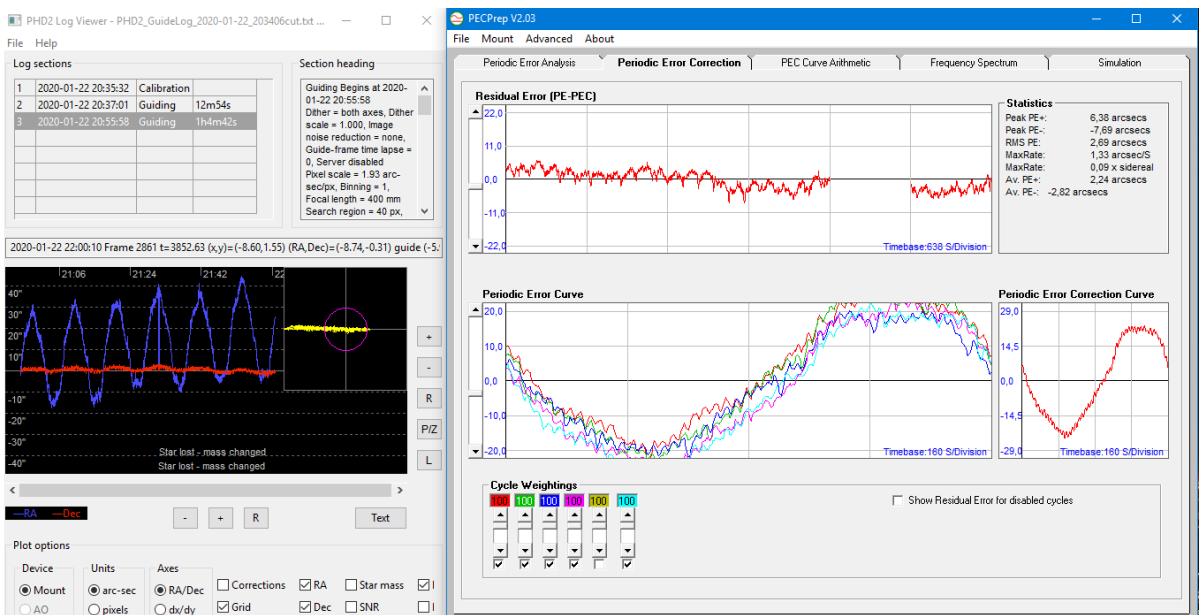 PHD2 Log Viewer - PHD2_GuideLog_2020-01-22_203406cut.txt ...
File Help
Log sections
1 2020-01-22 20:35:32 Calibration
2 2020-01-22 20:37:01 Guiding 12m54s
3 2020-01-22 20:55:58 Guiding 1h4m42s
Section heading
Guiding Begins at 2020-
01-22 20:55:58
Dither = both axes, Dither
scale = 1.000, Image
noise reduction = none,
Guide-frame time lapse =
0, Server disabled
Pixel scale = 1.93 arc-
sec/px, Binning = 1,
Focal length = 400 mm
Search region = 40 px,
2020-01-22 22:00:10 Frame 2861 t=3852.63 (x,y)=(-8.60,1.55) (RA,Dec)=(-8.74,-0.31) guide (-5.
21:06 21:24 21:42 22
40"
30"
20"
10"
-10"
-20"
-30"
-40"
Star lost - mass changed
Star lost - mass changed
+
-
R
P/Z
L
RA Dec
- + R Text
Plot options
Device Units Axes
Mount arc-sec RA/Dec Corrections RA Star mass
AO pixels dx/dy Grid Dec SNR
PECPrep V2.03
File Mount Advanced About
Periodic Error Analysis Periodic Error Correction PEC Curve Arithmetic Frequency Spectrum Simulation
Residual Error (PE-PEC)
22,0
11,0
0,0
-11,0
-22,0
Timebase:638 S/Division
Statistics
Peak PE+: 6,38 arcsecs
Peak PE-: -7,69 arcsecs
RMS PE: 2,69 arcsecs
MaxRate: 1,33 arcsec/S
MaxRate: 0,09 x sidereal
Av. PE+: 2,24 arcsecs
Av. PE-: -2,82 arcsecs
Periodic Error Curve
20,0
10,0
0,0
-10,0
-20,0
Timebase:160 S/Division
Periodic Error Correction Curve
29,0
14,5
0,0
-14,5
-29,0
Timebase:160 S/Division
Cycle Weightings
100 100 100 100 100 100
Show Residual Error for disabled cycles